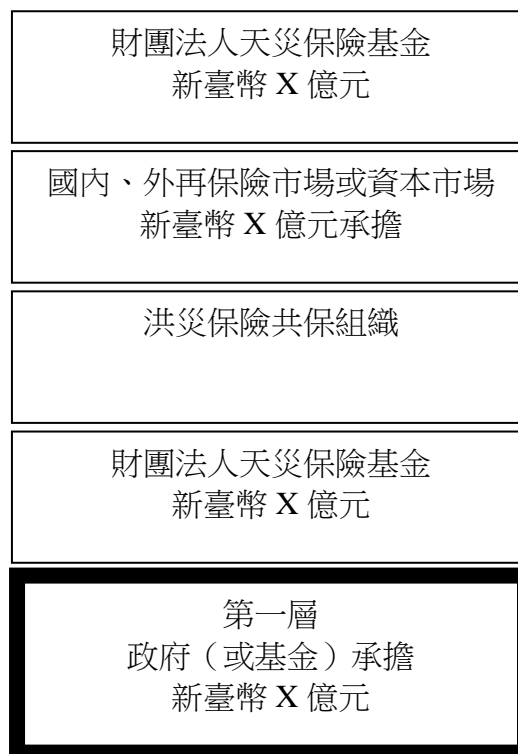 財團法人天災保險基金
新臺幣 X 億元
國內、外再保險市場或資本市場
新臺幣 X 億元承擔
洪災保險共保組織
財團法人天災保險基金
新臺幣 X 億元
第一層
政府（或基金）承擔
新臺幣 X 億元